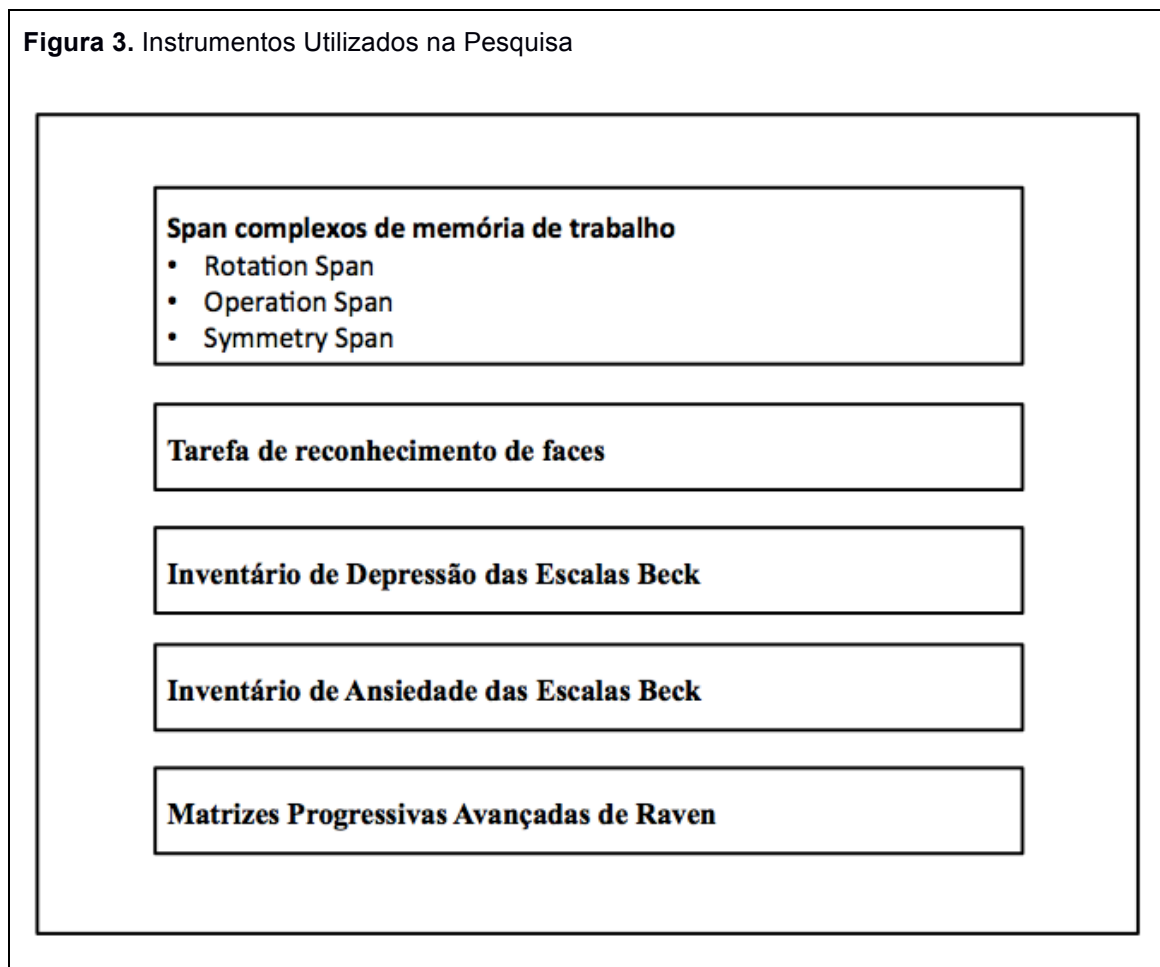 Figura 3. Instrumentos Utilizados na Pesquisa
Span complexos de memória de trabalho
• Rotation Span
• Operation Span
• Symmetry Span
Tarefa de reconhecimento de faces
Inventário de Depressão das Escalas Beck
Inventário de Ansiedade das Escalas Beck
Matrizes Progressivas Avançadas de Raven